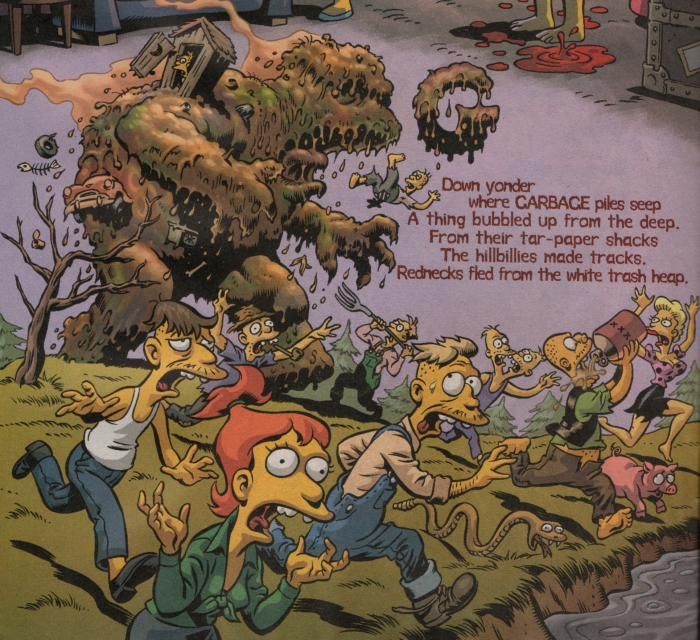 G
Down yonder
where GARBAGE piles seep
A thing bubbled up from the deep.
From their tar-paper shacks
The hillbillies made tracks.
Rednecks fled from the white trash heap.
XXX